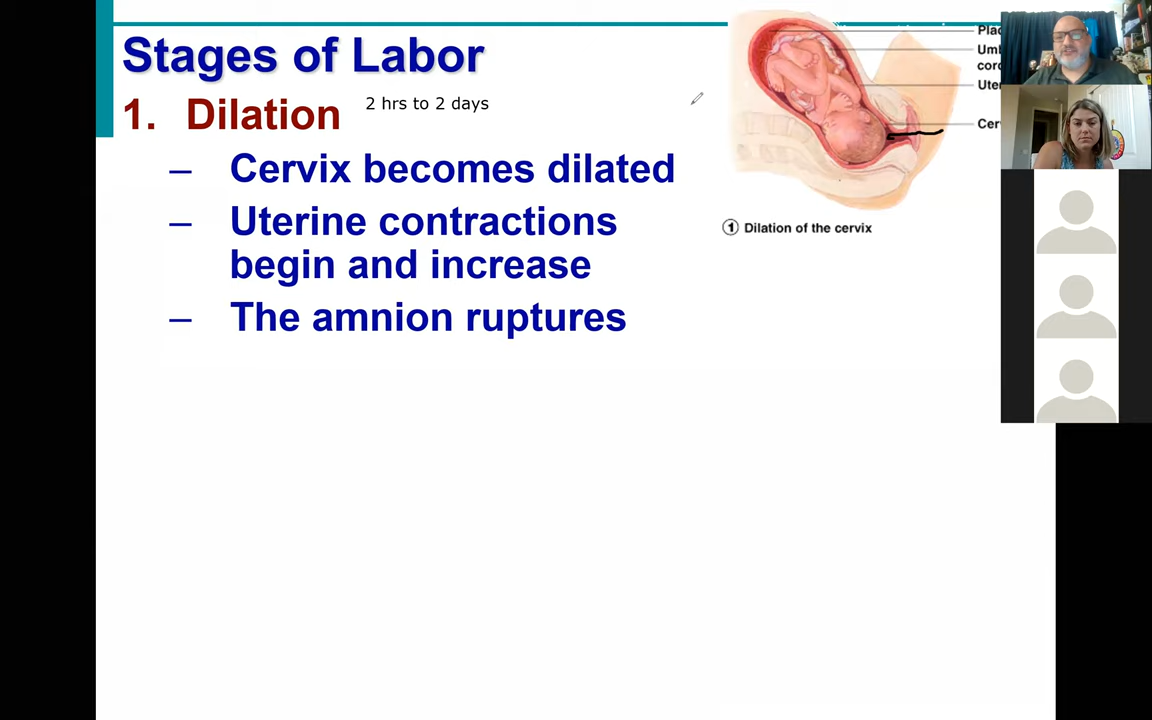 Stages of Labor
1. Dilation
2 hrs to 2 days
– Cervix becomes dilated
– Uterine contractions
begin and increase
– The amnion ruptures
① Dilation of the cervix